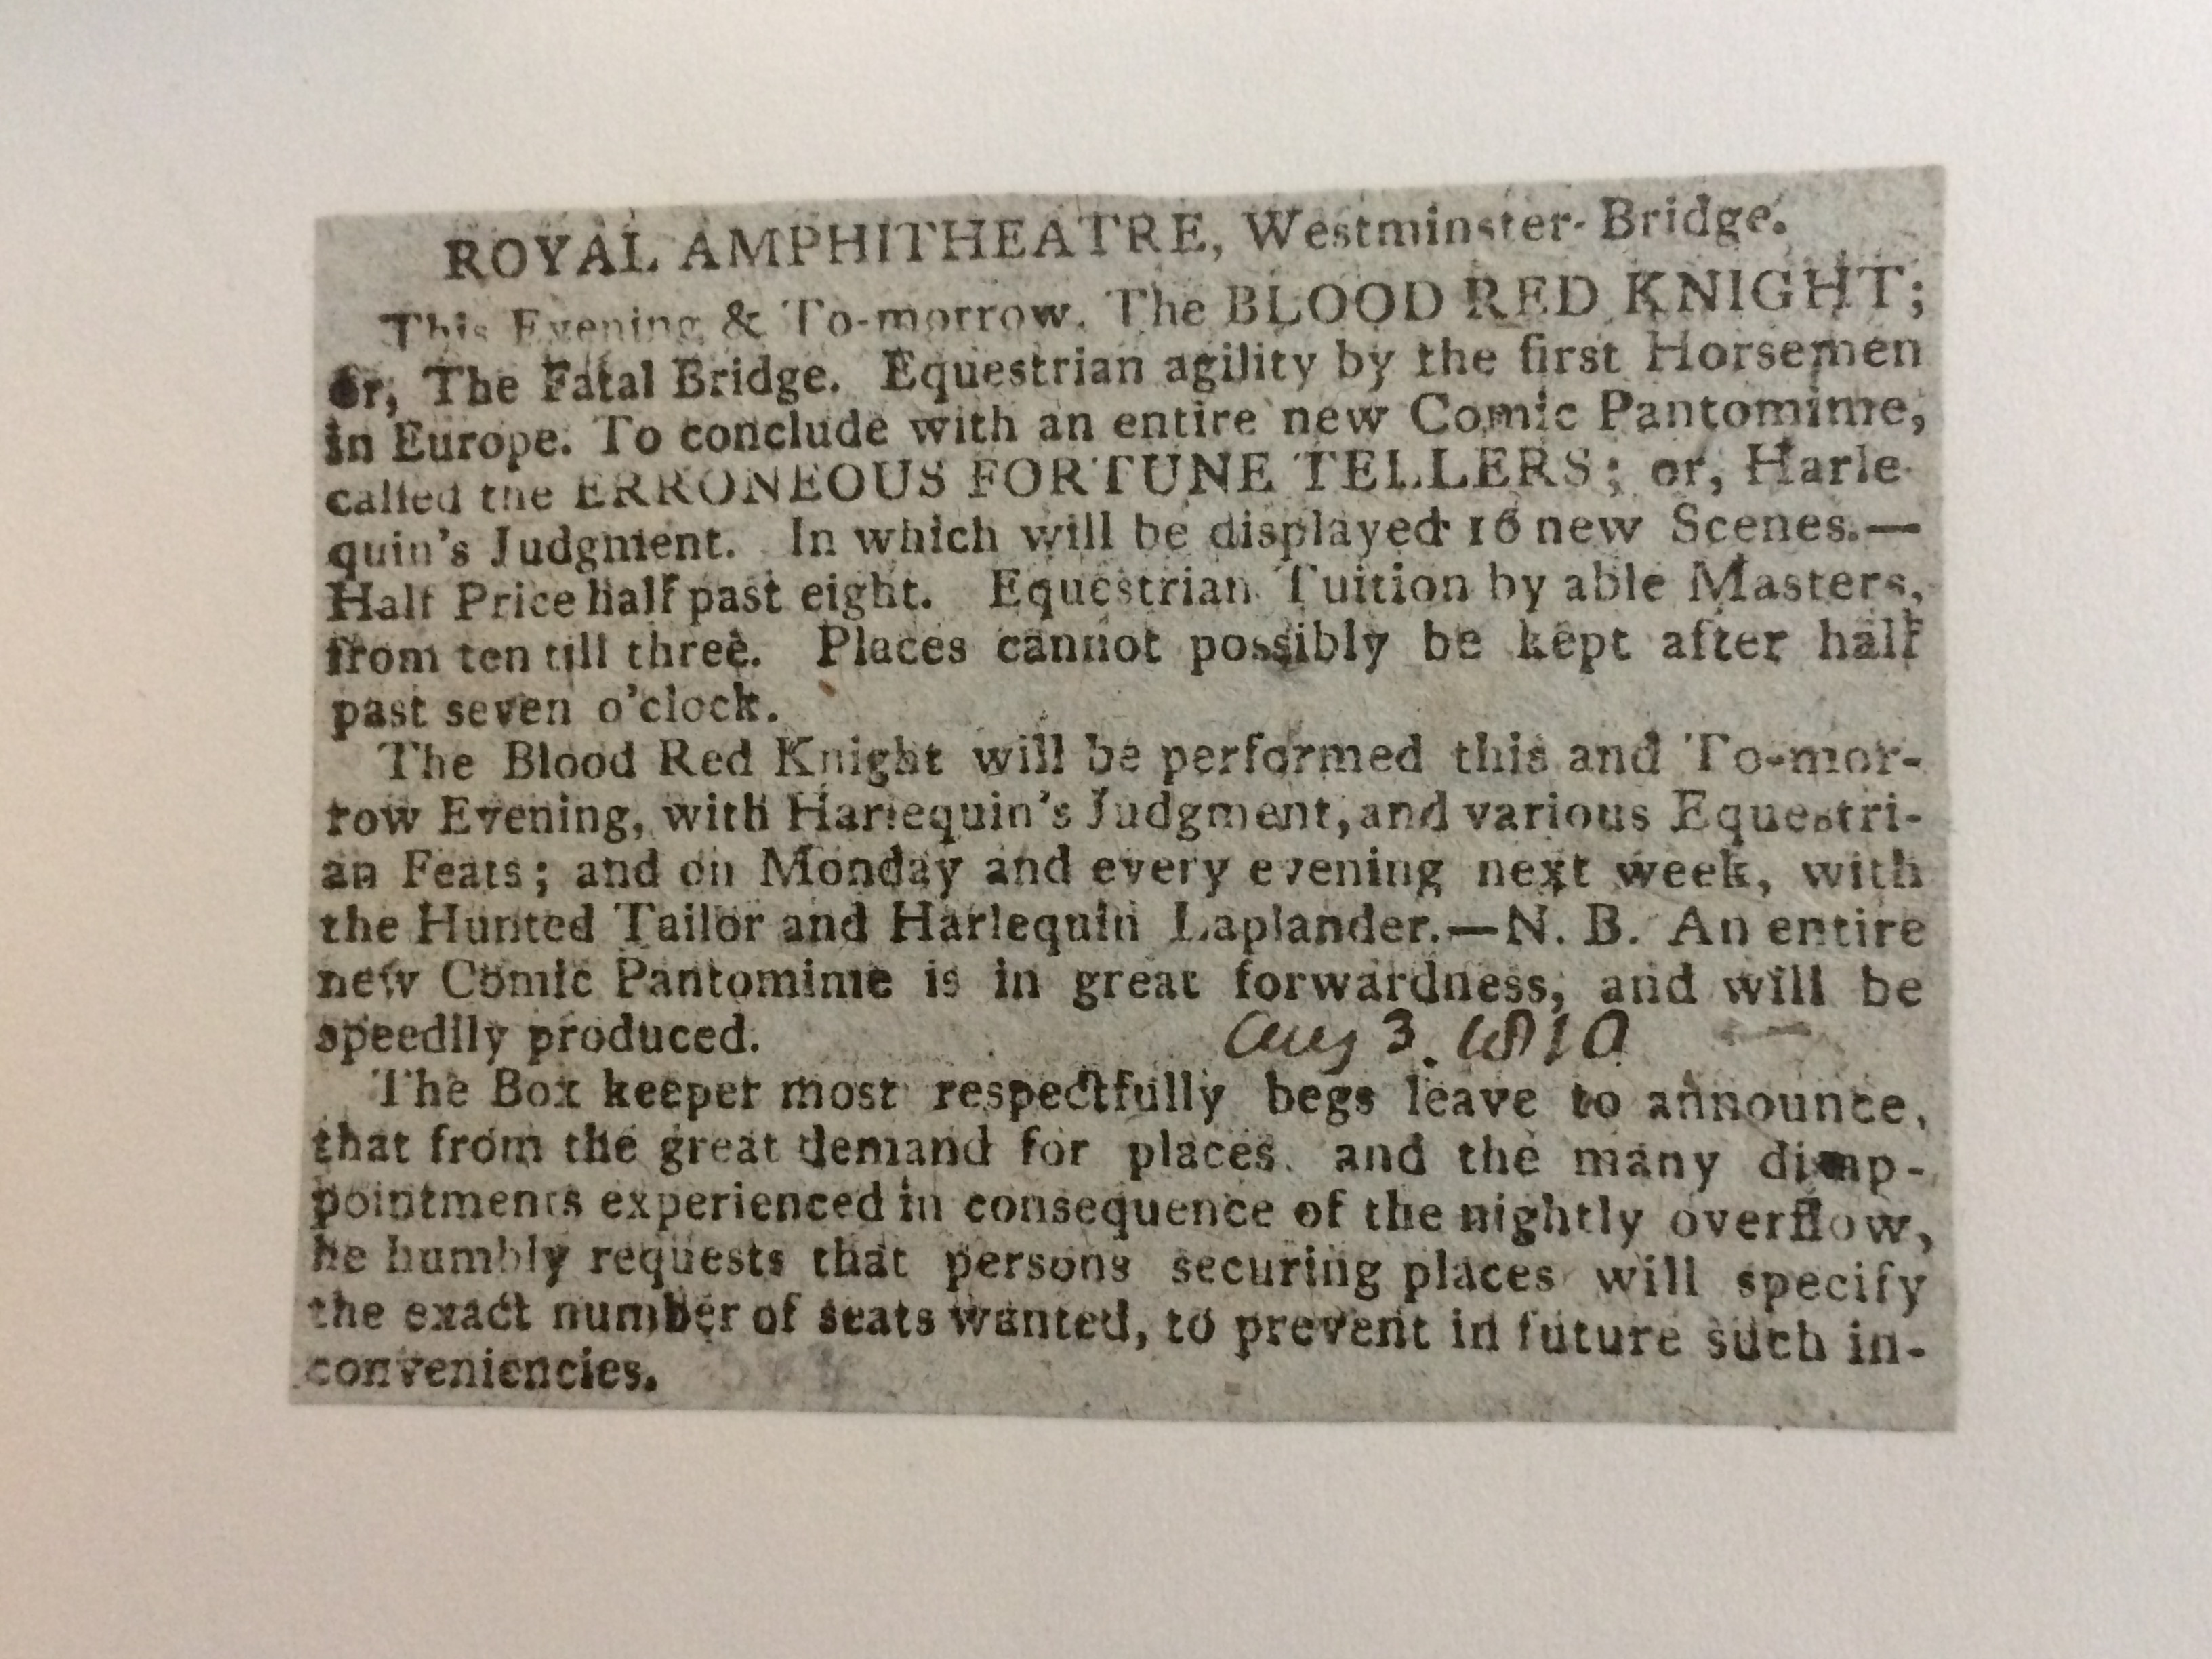 ROYAL AMPHITHEATRE, Westminster-Bridge.
This Evening & To-morrow, The BLOOD RED KNIGHT;
or, The Fatal Bridge. Equestrian agility by the first Horsemen
in Europe. To conclude with an entire new Comic Pantomime,
called the ERRONEOUS FORTUNE TELLERS; or, Harle-
quin's Judgment. In which will be displayed 16 new Scenes.—
Half Price half past eight. Equestrian Tuition by able Masters,
from ten till three. Places cannot possibly be kept after half
past seven o'clock.
The Blood Red Knight will be performed this and To-mor-
row Evening, with Harlequin's Judgment, and various Equestri-
an Feats; and on Monday and every evening next week, with
the Hunted Tailor and Harlequin Laplander.—N. B. An entire
new Comic Pantomime is in great forwardness, and will be
speedily produced.
Aug 3. 1810
The Box keeper most respectfully begs leave to announce,
that from the great demand for places, and the many disap-
pointments experienced in consequence of the nightly overflow,
he humbly requests that persons securing places will specify
the exact number of seats wanted, to prevent in future such in-
conveniencies.